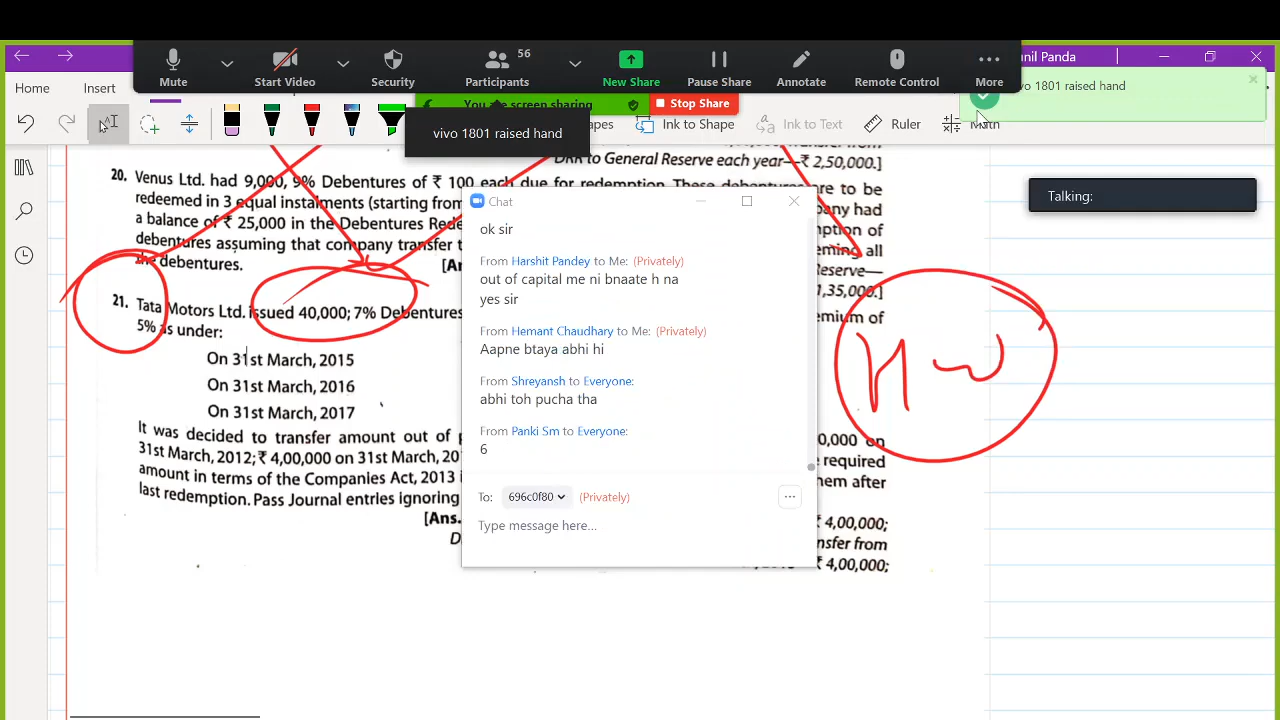 56
Mute
Start Video
Security
Participants
New Share
Pause Share
Annotate
Remote Control
More
unil Panda
Home
Insert
You are screen sharing
Stop Share
vivo 1801 raised hand
vivo 1801 raised hand
apes
Ink to Shape
Ink to Text
Ruler
Math
Talking:
DRR to General Reserve each year—₹ 2,50,000.]
20. Venus Ltd. had 9,000, 9% Debentures of ₹ 100 each due for redemption. These debentures are to be
redeemed in 3 equal instalments (starting from
pany had
a balance of ₹ 25,000 in the Debentures Rede
mption of
debentures assuming that company transfer t
eming all
the debentures.
[An
Reserve—
1,35,000.]
21. Tata Motors Ltd. issued 40,000; 7% Debentures
emium of
5% as under:
On 31st March, 2015
On 31st March, 2016
On 31st March, 2017
It was decided to transfer amount out of p
0,000 on
31st March, 2012; ₹ 4,00,000 on 31st March, 20
required
amount in terms of the Companies Act, 2013 i
hem after
last redemption. Pass Journal entries ignoring
[Ans.
₹ 4,00,000;
D
nsfer from
₹ 4,00,000;
HW
Chat
ok sir
From Harshit Pandey to Me: (Privately)
out of capital me ni bnaate h na
yes sir
From Hemant Chaudhary to Me: (Privately)
Aapne btaya abhi hi
From Shreyansh to Everyone:
abhi toh pucha tha
From Panki Sm to Everyone:
6
To: 696c0f80 (Privately)
Type message here...